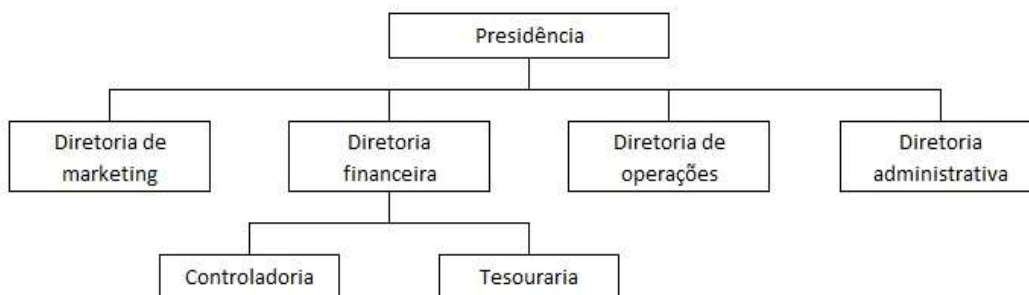 Presidência
Diretoria de
marketing
Diretoria
financeira
Diretoria de
operações
Diretoria
administrativa
Controladoria
Tesouraria